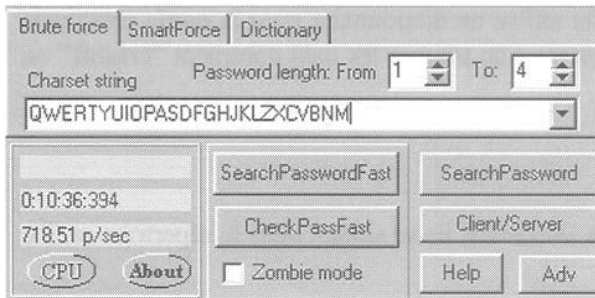 Brute force SmartForce Dictionary
Charset string Password length: From 1 To: 4
QWERTYUIOPASDFGHJKLZXCVBNM
SearchPasswordFast SearchPassword
0:10:36:394
CheckPassFast Client/Server
718.51 p/sec
CPU About Zombie mode Help Adv